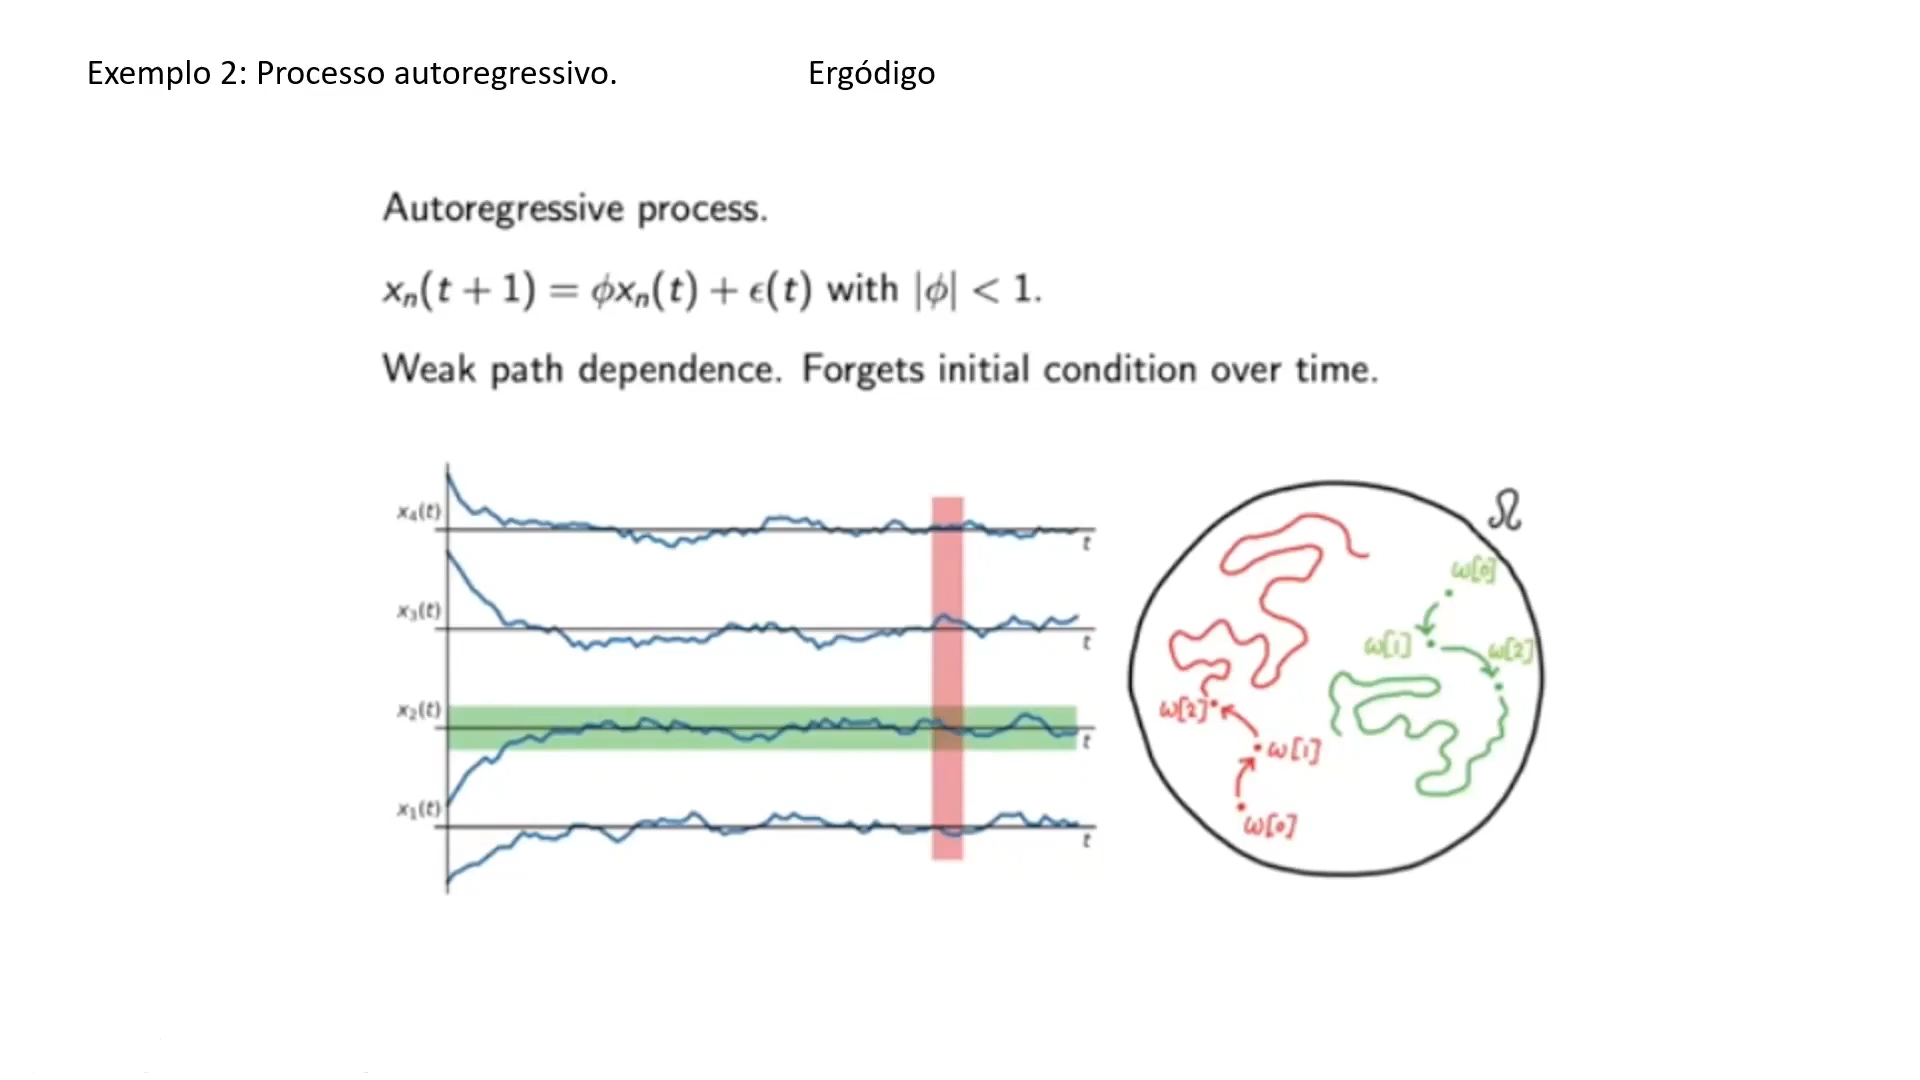 Exemplo 2: Processo autoregressivo. Ergódigo
Autoregressive process.
xₙ(t + 1) = ϕxₙ(t) + ϵ(t) with |ϕ| < 1.
Weak path dependence. Forgets initial condition over time.
x₄(t)
t
x₃(t)
t
x₂(t)
t
x₁(t)
t
Ω
ω[0]
ω[1]
ω[2]
ω[2]
ω[1]
ω[0]